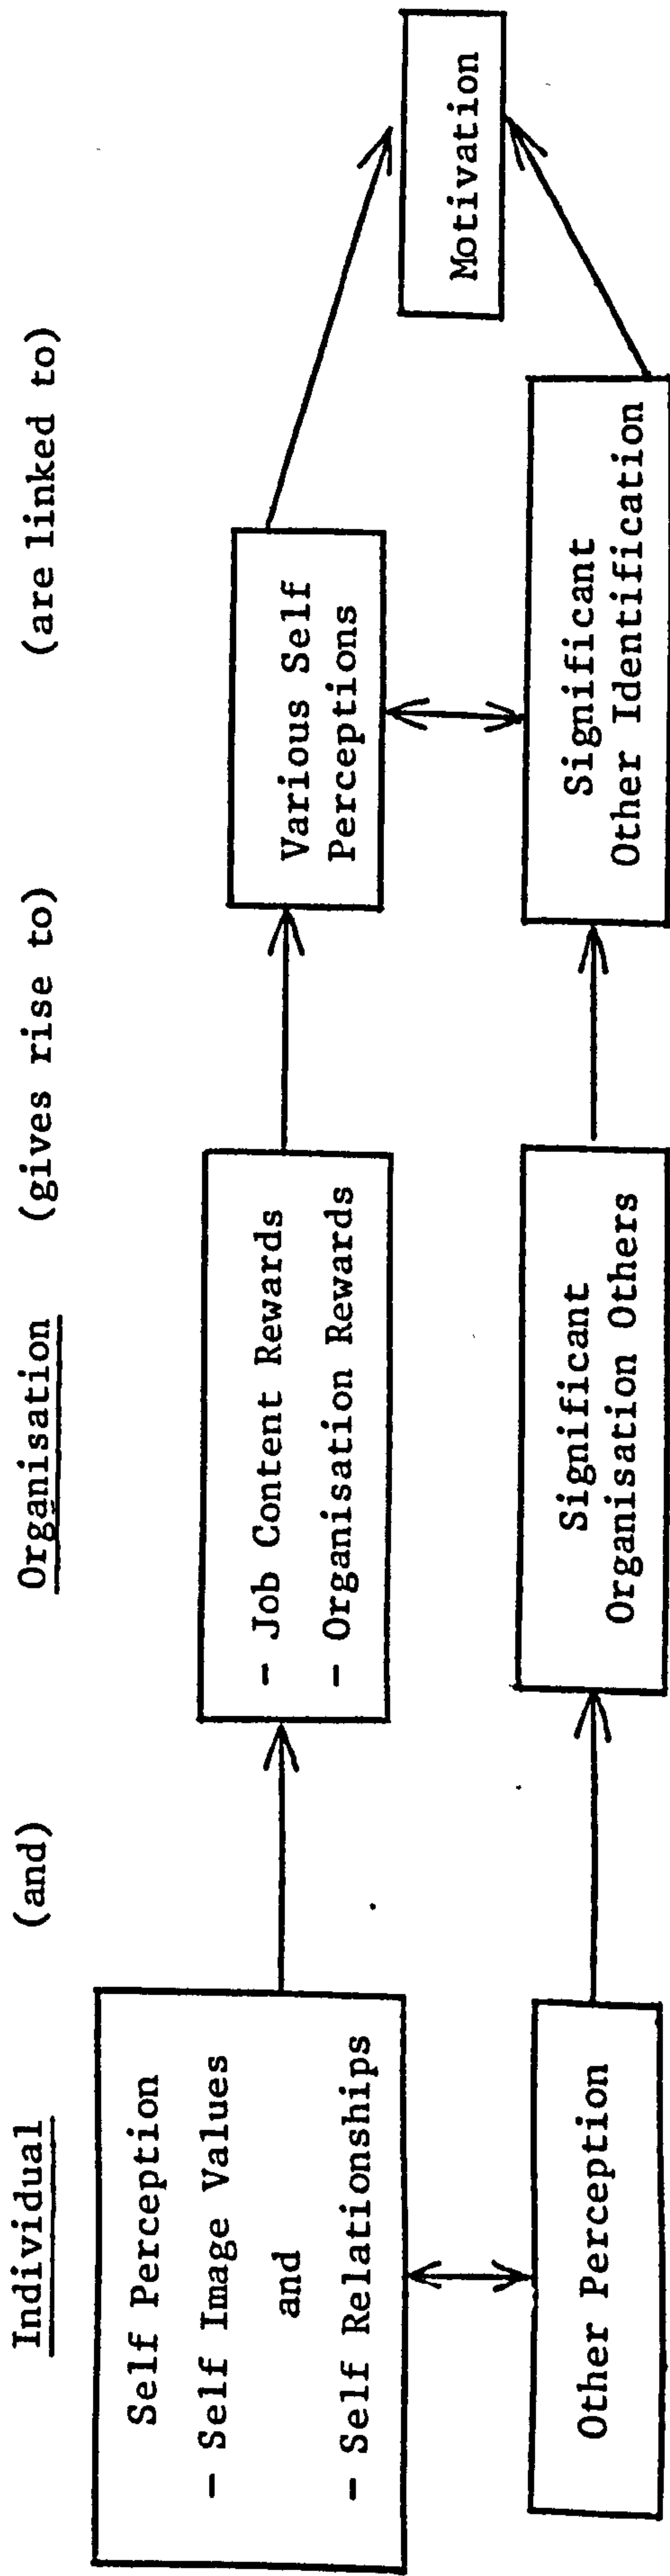 Individual (and) Organisation (gives rise to) (are linked to)
Self Perception
- Self Image Values
and
- Self Relationships
- Job Content Rewards
- Organisation Rewards
Various Self
Perceptions
Motivation
Other Perception
Significant
Organisation Others
Significant
Other Identification